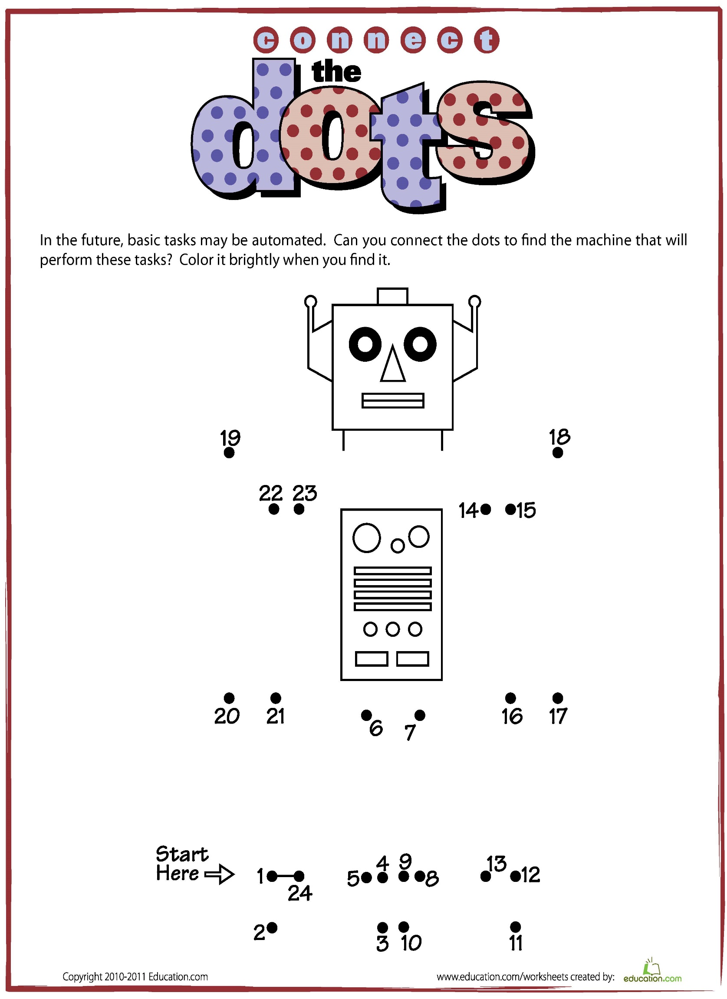 connect
the
dots
In the future, basic tasks may be automated.  Can you connect the dots to find the machine that will
perform these tasks?  Color it brightly when you find it.
19 18
22 23
14 15
20 21 6 7 16 17
Start
Here 1 24 5 4 9 8 13 12
2 3 10 11
Copyright 2010-2011 Education.com
www.education.com/worksheets created by: education.com